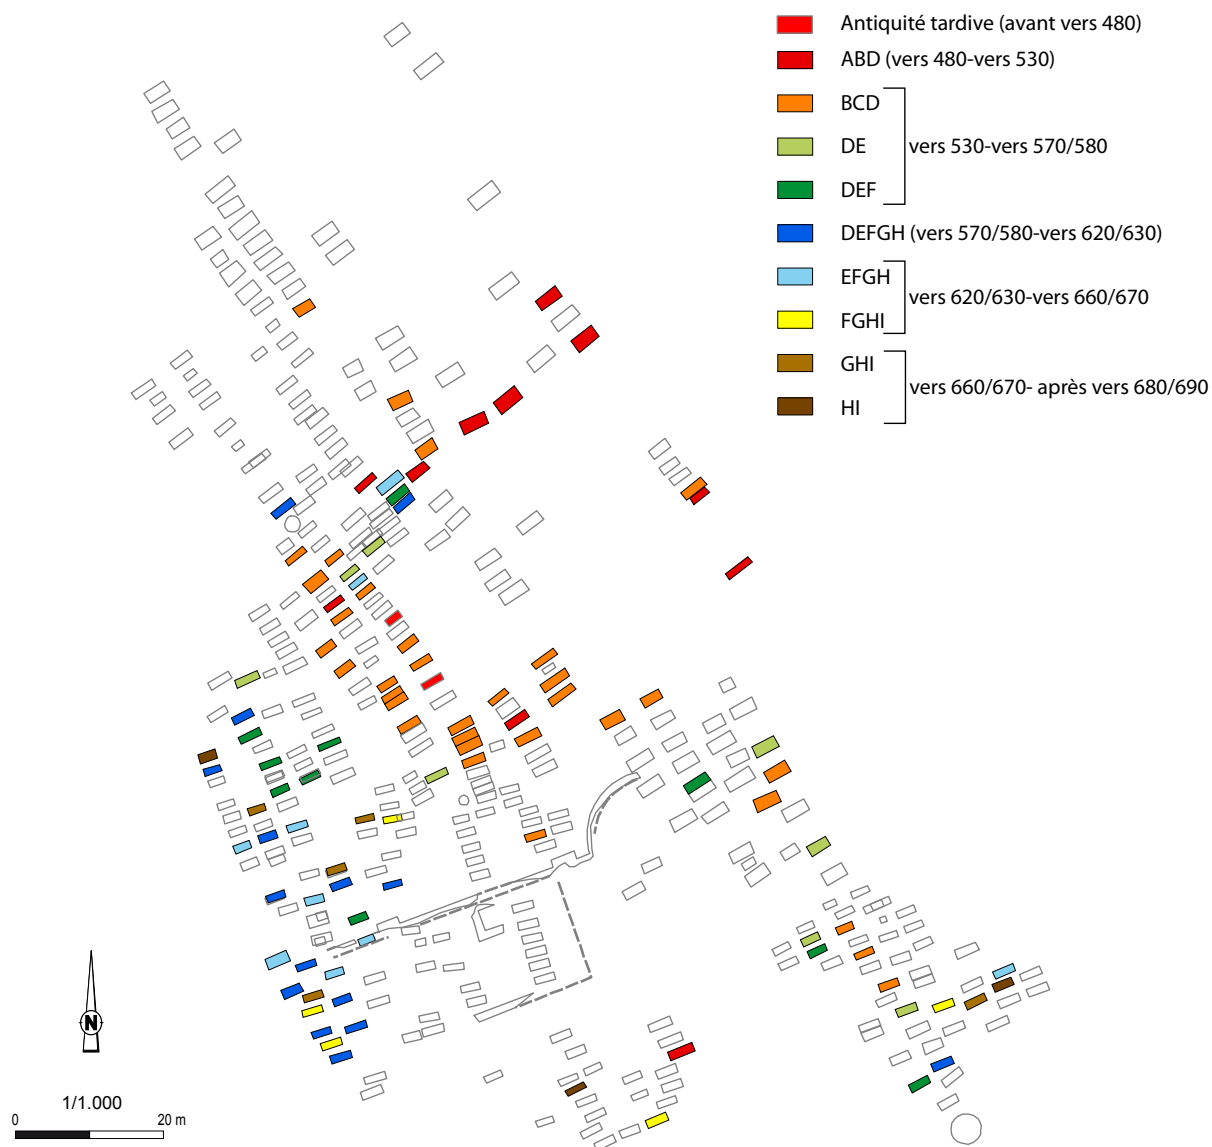 Antiquité tardive (avant vers 480)
ABD (vers 480-vers 530)
BCD
DE
vers 530-vers 570/580
DEF
DEFGH (vers 570/580-vers 620/630)
EFGH
vers 620/630-vers 660/670
FGHI
GHI
vers 660/670- après vers 680/690
HI
N
1/1.000
0 20 m